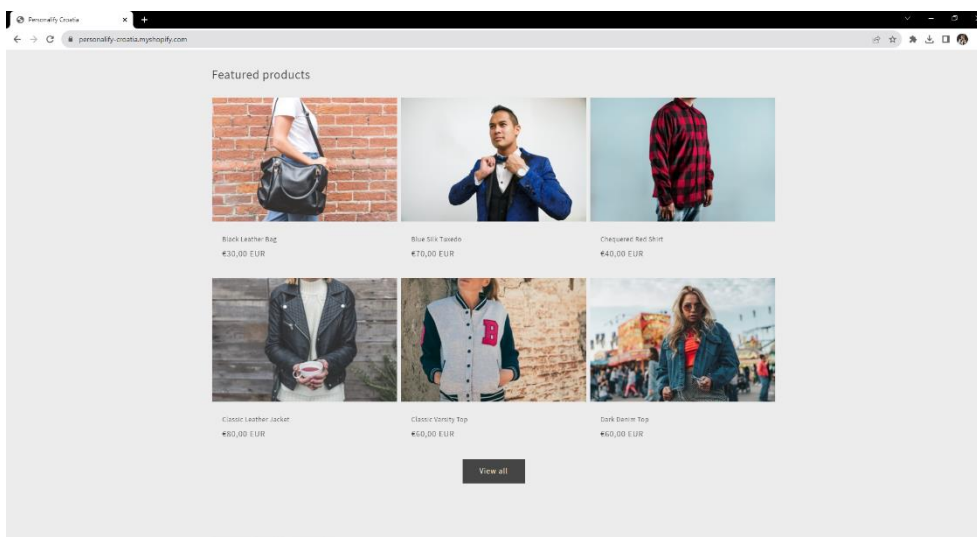 Personalify Croatia
personalify-croatia.myshopify.com
Featured products
Black Leather Bag
€30,00 EUR
Blue Silk Tuxedo
€70,00 EUR
Chequered Red Shirt
€40,00 EUR
B
Classic Leather Jacket
€80,00 EUR
Classic Varsity Top
€60,00 EUR
Dark Denim Top
€60,00 EUR
View all